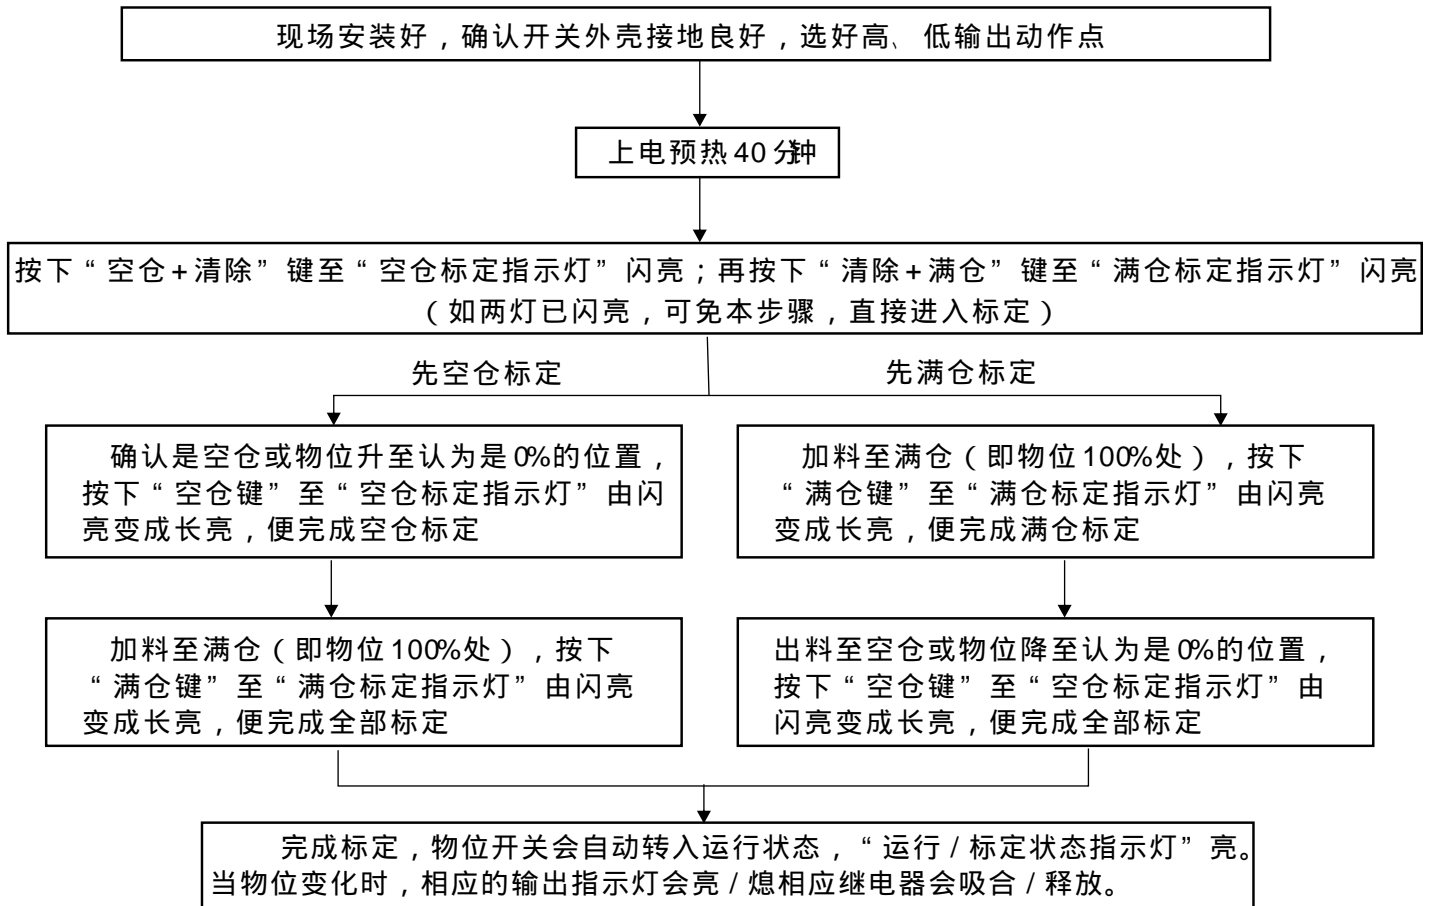 现场安装好，确认开关外壳接地良好，选好高、低输出动作点
上电预热40分钟
按下“空仓+清除”键至“空仓标定指示�”闪亮；再按下“清除+满仓”键至“满仓标定指示灯”闪亮
（如两灯已闪亮，可免本步骤，直接进入标定）
先空仓标定
先满仓标定
确认是空仓或物位升至认为是0%的位置，
按下“空仓键”至“空仓标定指示灯”由闪
亮变成长亮，便完成空仓标定
加料至满仓（即物位100%处），按下
“满仓键”至“满仓标定指示灯”由闪亮
变成长亮，便完成满仓标定
加料至满仓（即物位100%处），按下
“满仓键”至“满仓标定指示灯”由闪亮
变成长亮，便完成全部标定
出料至空仓或物位降至认为是0%的位置，
按下“空仓键”至“空仓标定指示灯”由
闪亮变成长亮，便完成全部标定
完成标定，物位开关会自动转入运行状态，“运行/标定状态指示灯”亮。
当物位变化时，相应的输出指示灯会亮/熄相应继电器会吸合/释放。